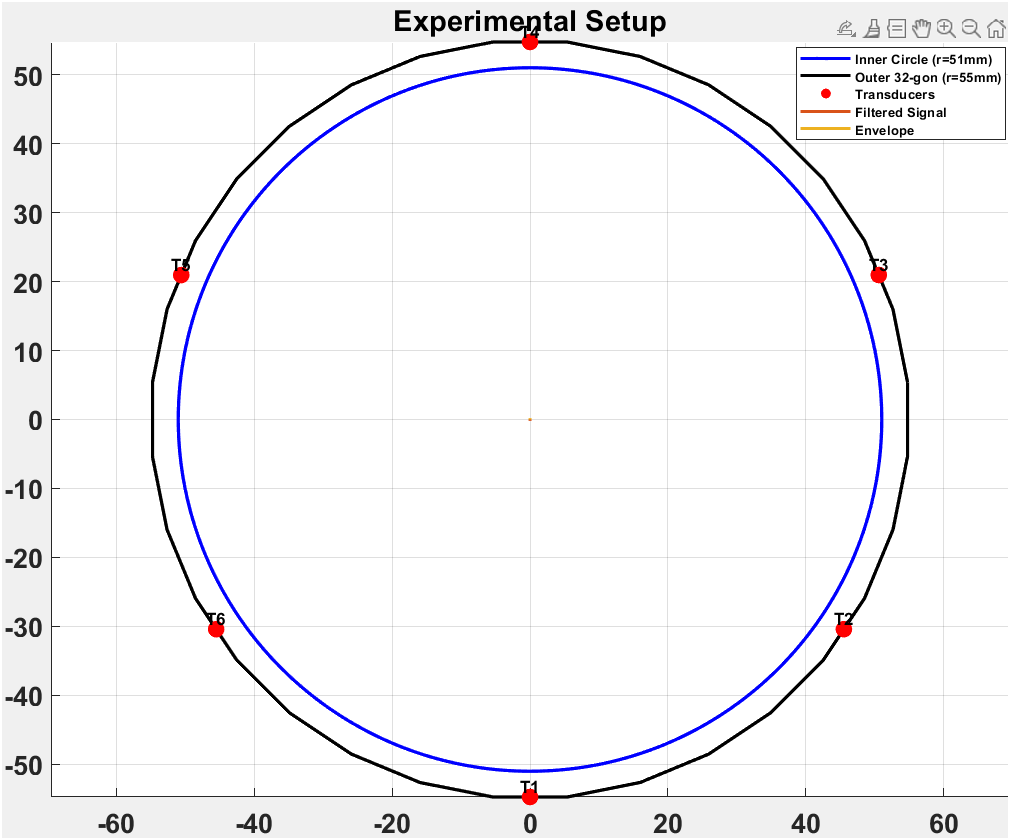 Experimental Setup
Inner Circle (r=51mm)
Outer 32-gon (r=55mm)
Transducers
Filtered Signal
Envelope
T4
50
40
30
T5
T3
20
10
0
-10
-20
T6
T2
-30
-40
-50
T1
-60 -40 -20 0 20 40 60